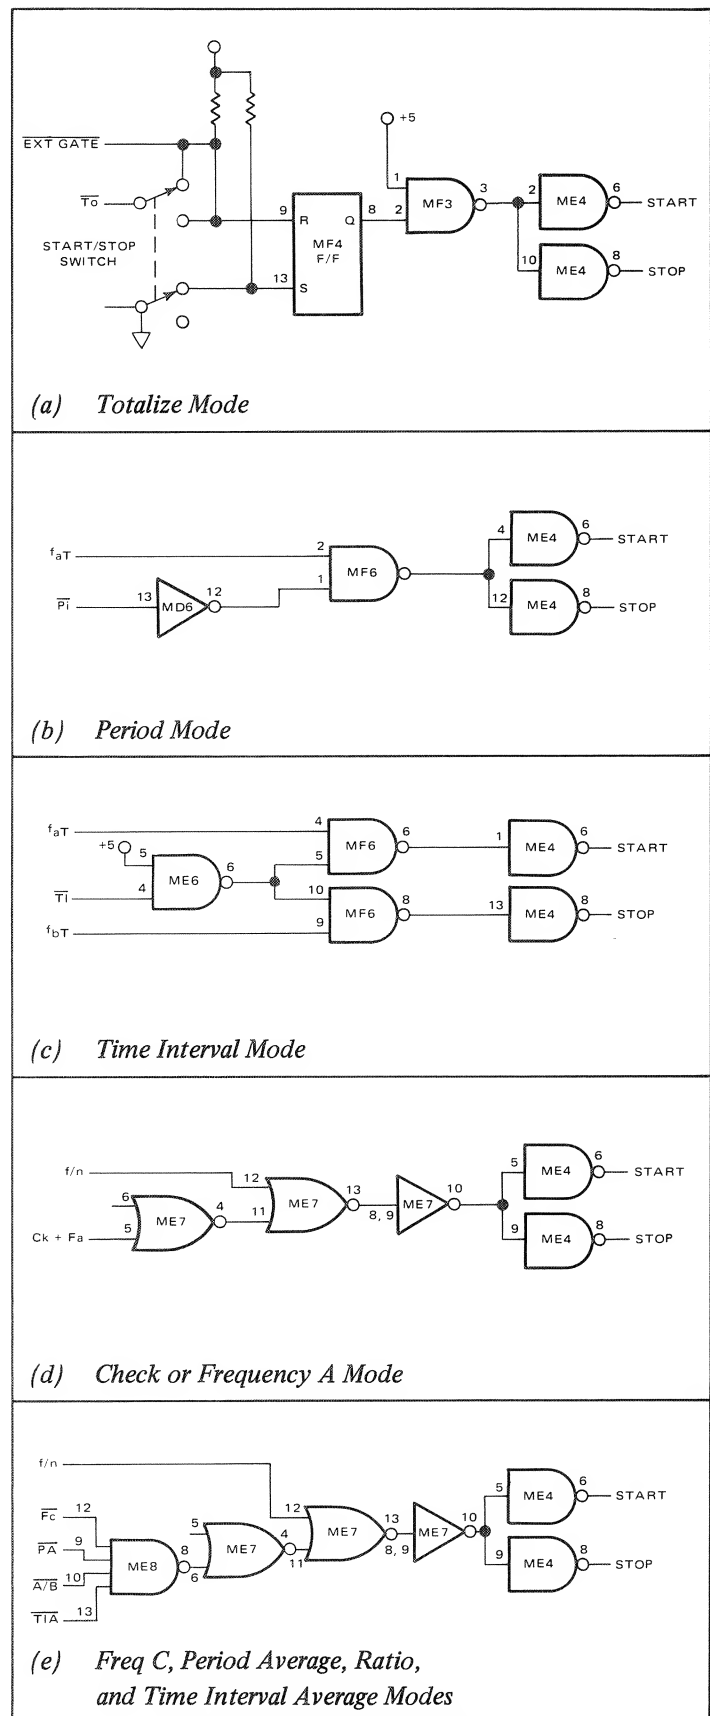 +5
EXT GATE
1
3
2
6
ME4
START
To
MF3
9
R
Q
8
2
MF4
F/F
START/STOP
SWITCH
13
S
10
8
ME4
STOP
(a) Totalize Mode
4
6
ME4
START
faT
2
MF6
1
Pi
13
MD6
12
12
8
ME4
STOP
(b) Period Mode
faT
4
6
1
6
MF6
ME4
START
+5
5
6
5
ME6
TI
4
10
8
13
8
MF6
ME4
STOP
fbT
9
(c) Time Interval Mode
5
6
ME4
START
f/n
12
13
10
ME7
8, 9
ME7
6
4
11
ME7
Ck + Fa
5
9
8
ME4
STOP
(d) Check or Frequency A Mode
f/n
5
6
ME4
START
Fc
12
12
13
10
ME7
8, 9
ME7
5
4
11
ME7
PA
9
8
6
ME8
A/B
10
TIA
13
9
8
ME4
STOP
(e) Freq C, Period Average, Ratio,
and Time Interval Average Modes